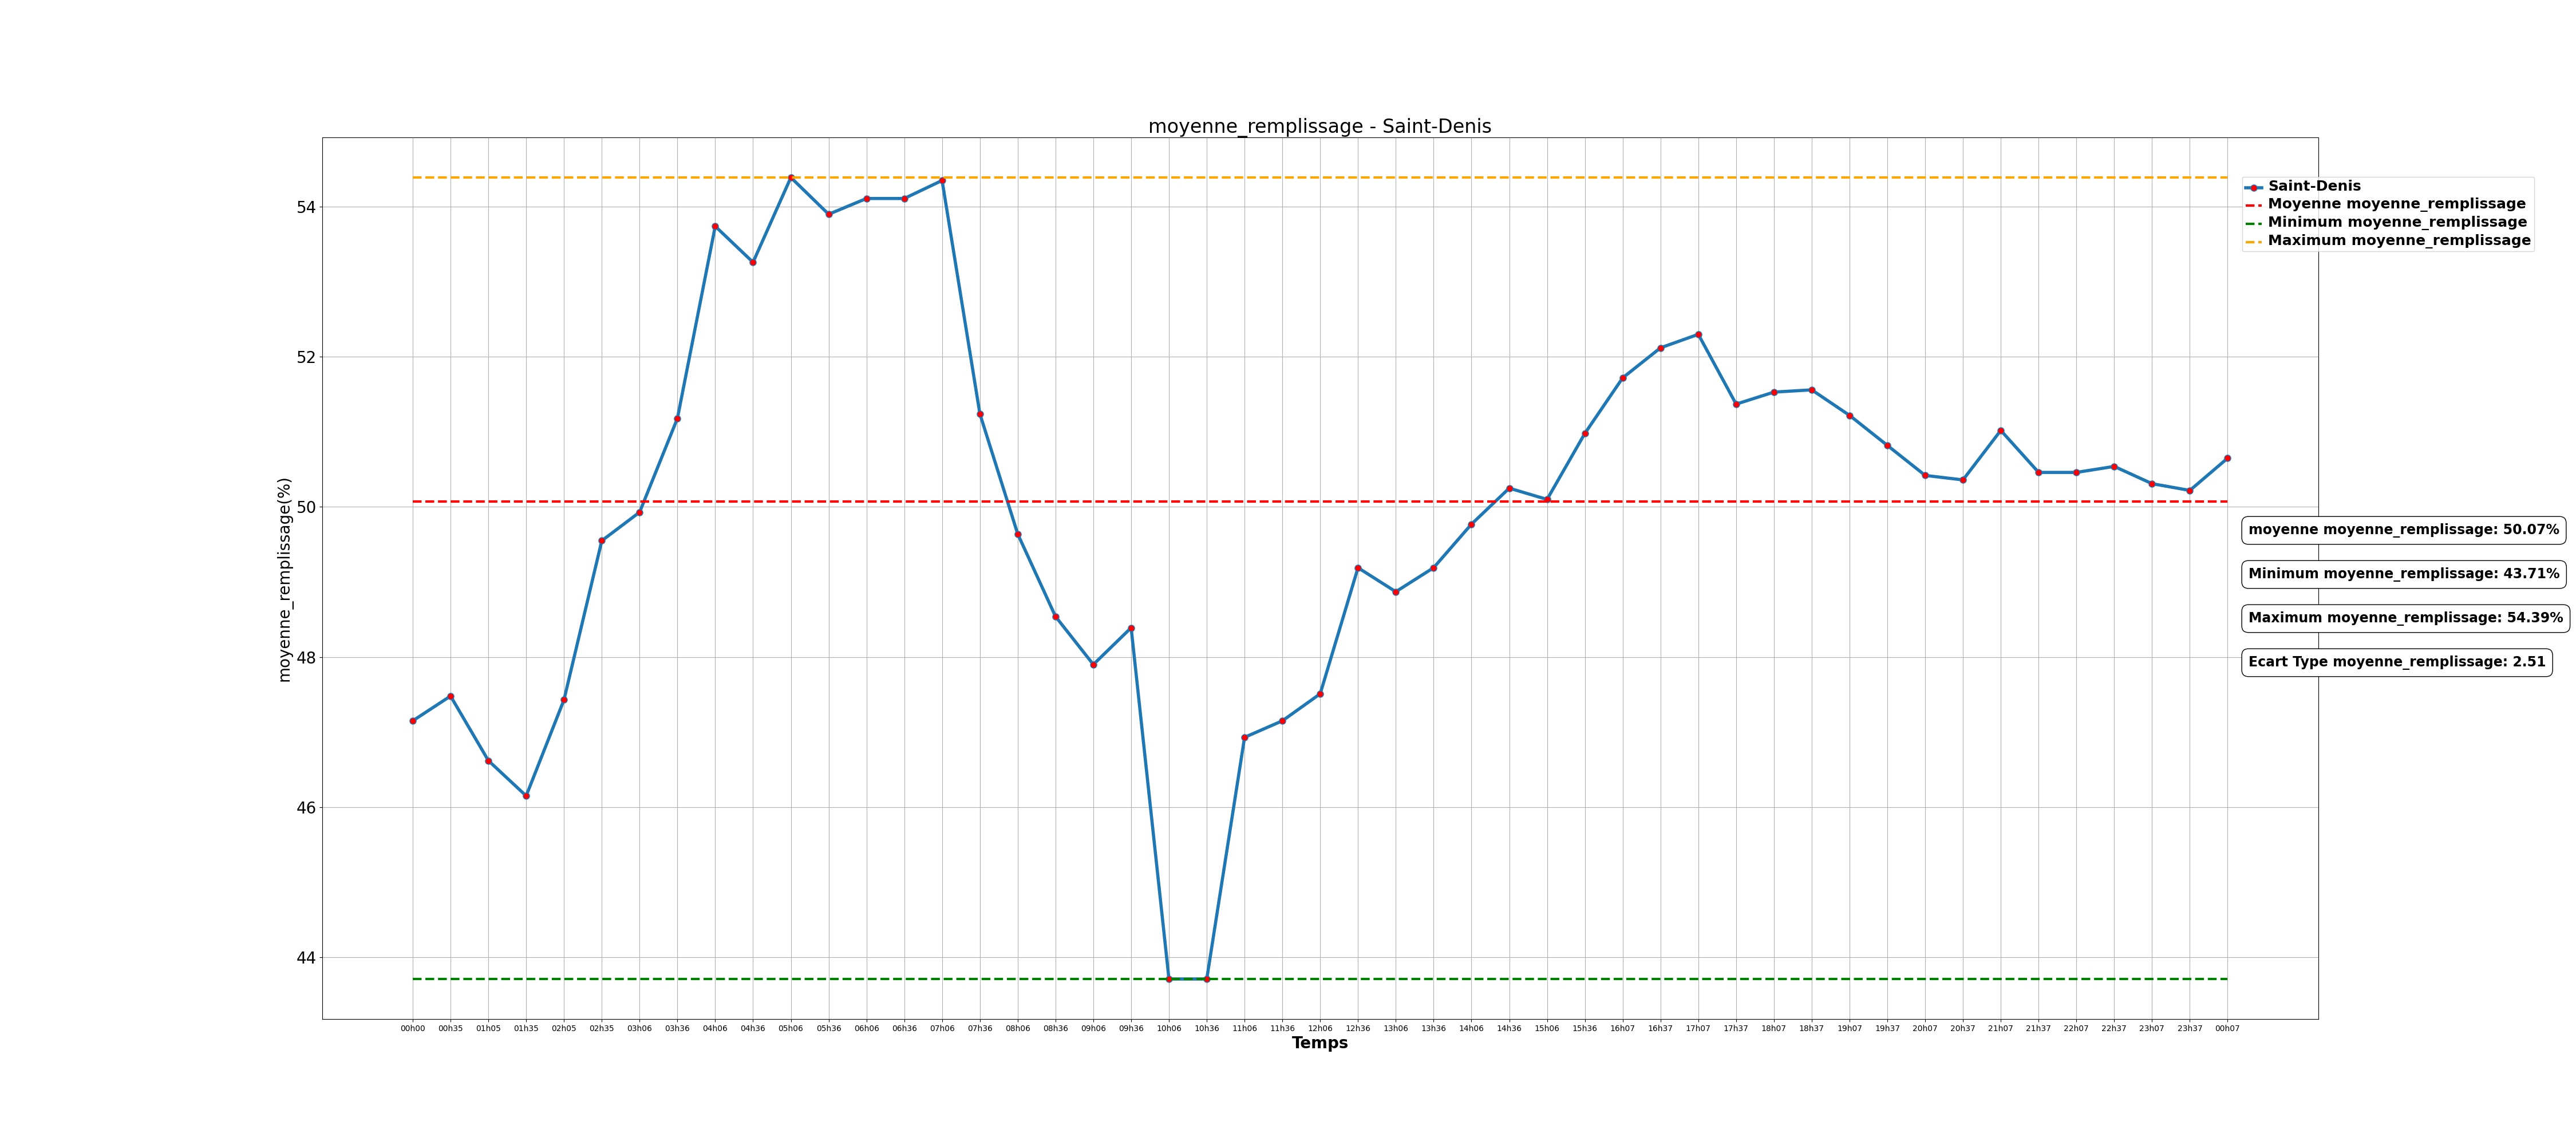 moyenne_remplissage - Saint-Denis
Saint-Denis
Moyenne moyenne_remplissage
Minimum moyenne_remplissage
Maximum moyenne_remplissage
moyenne_remplissage(%)
54
52
50
48
46
44
moyenne moyenne_remplissage: 50.07%
Minimum moyenne_remplissage: 43.71%
Maximum moyenne_remplissage: 54.39%
Ecart Type moyenne_remplissage: 2.51
00h00 00h35 01h05 01h35 02h05 02h35 03h06 03h36 04h06 04h36 05h06 05h36 06h06 06h36 07h06 07h36 08h06 08h36 09h06 09h36 10h06 10h36 11h06 11h36 12h06 12h36 13h06 13h36 14h06 14h36 15h06 15h36 16h07 16h37 17h07 17h37 18h07 18h37 19h07 19h37 20h07 20h37 21h07 21h37 22h07 22h37 23h07 23h37 00h07
Temps